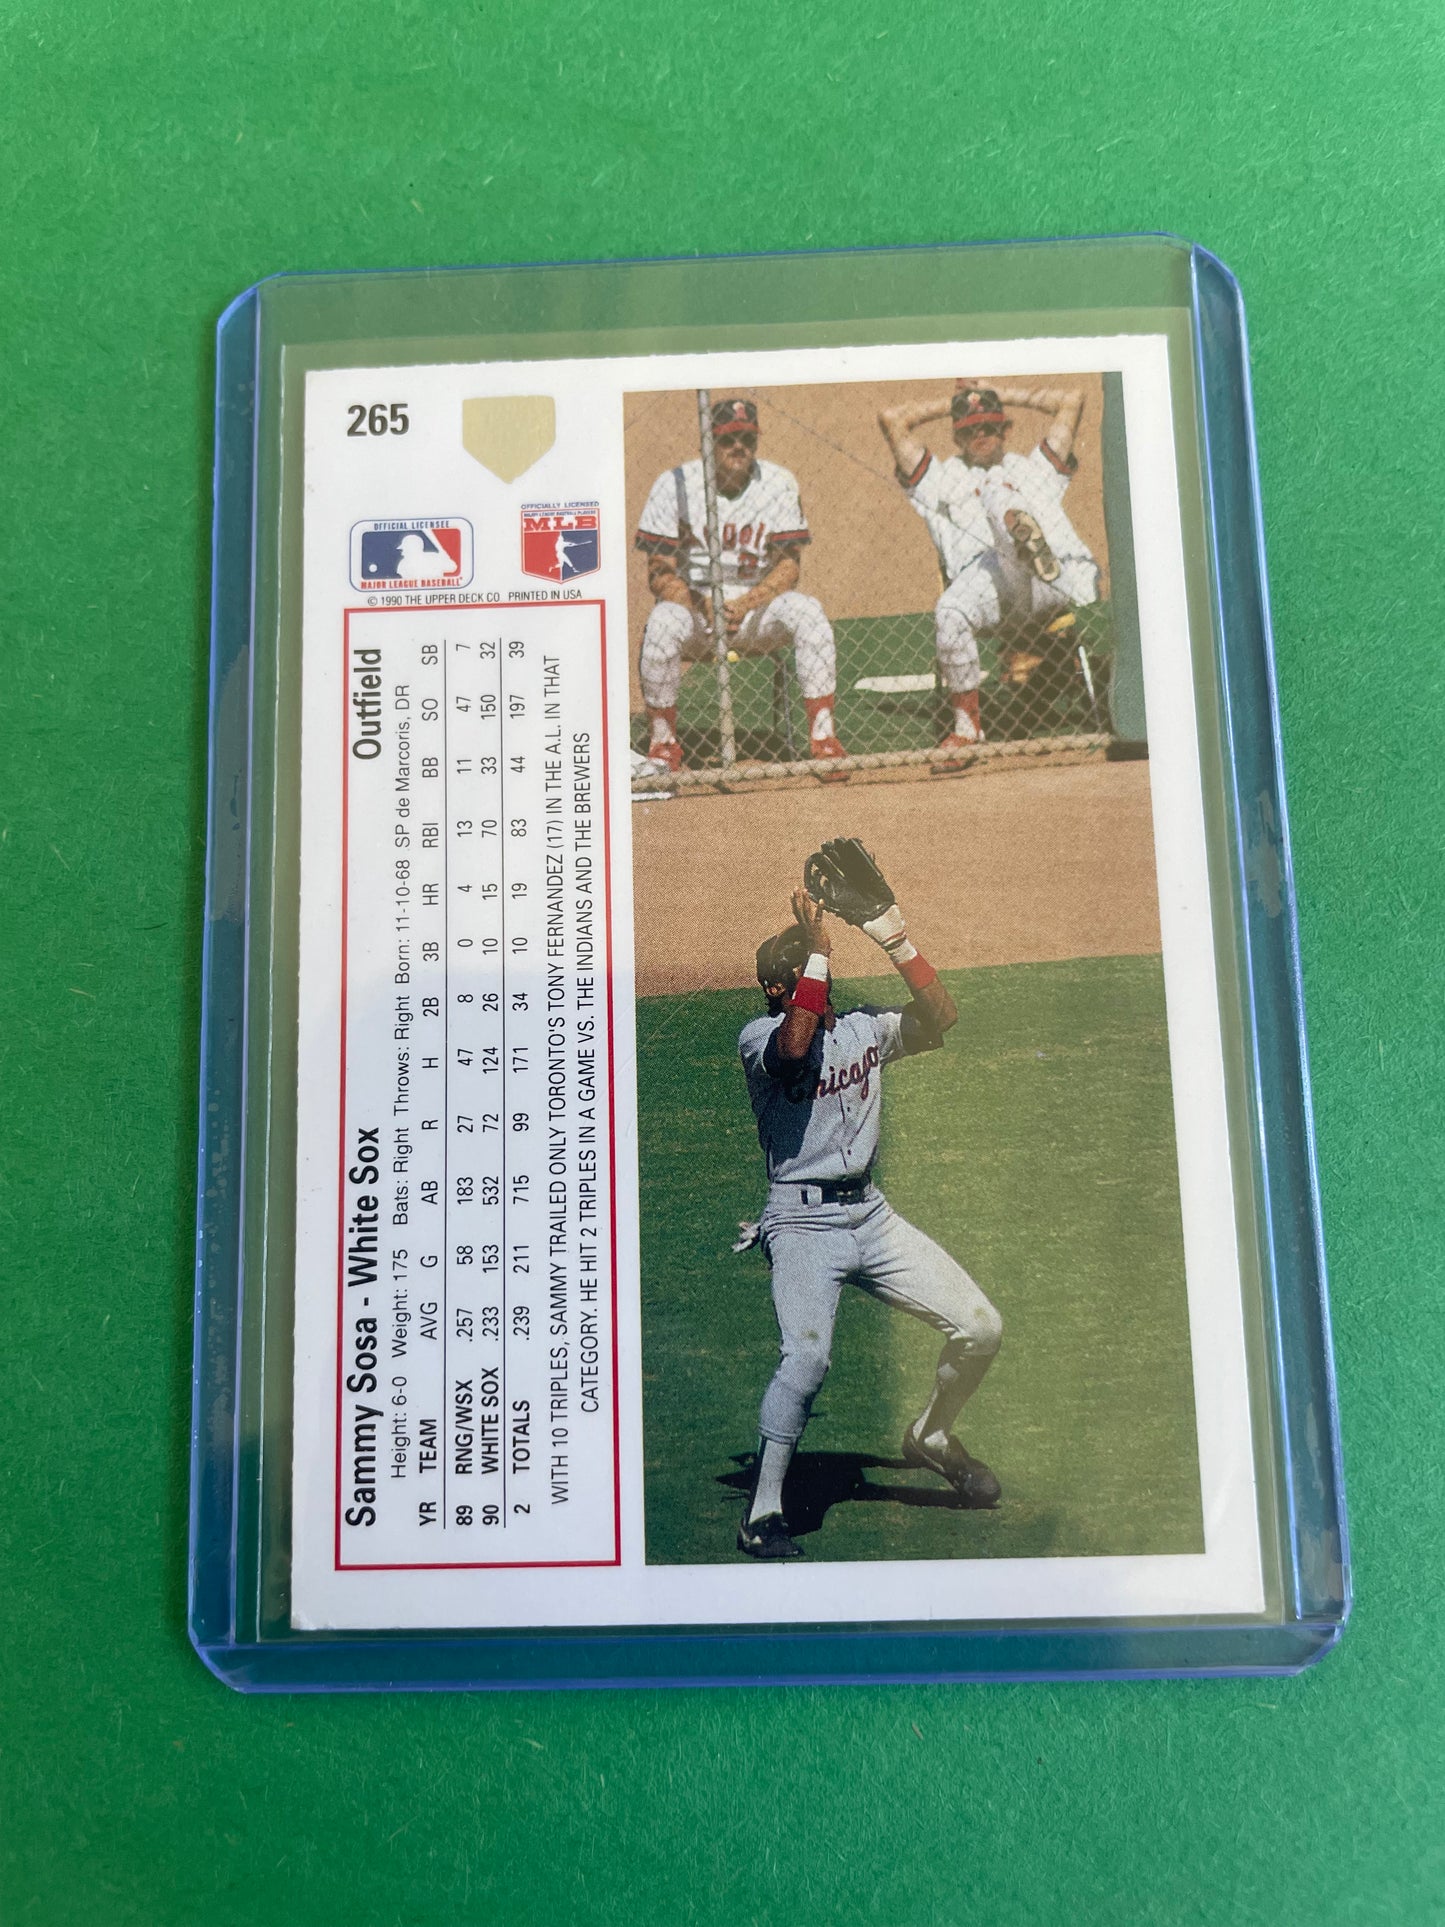 265
OFFICIAL LICENSEE
MAJOR LEAGUE BASEBALL
OFFICIALLY LICENSED
MAJOR LEAGUE BASEBALL PLAYERS
MLB
© 1990 THE UPPER DECK CO. PRINTED IN USA
Sammy Sosa - White Sox Outfield
Height: 6-0 Weight: 175 Bats: Right Throws: Right Born: 11-10-68 SP de Marcoris, DR
YR TEAM AVG G AB R H 2B 3B HR RBI BB SO SB
89 RNG/WSX .257 58 183 27 47 8 0 4 13 11 47 7
90 WHITE SOX .233 153 532 72 124 26 10 15 70 33 150 32
2 TOTALS .239 211 715 99 171 34 10 19 83 44 197 39
WITH 10 TRIPLES, SAMMY TRAILED ONLY TORONTO'S TONY FERNANDEZ (17) IN THE A.L. IN THAT
CATEGORY. HE HIT 2 TRIPLES IN A GAME VS. THE INDIANS AND THE BREWERS
Chicago